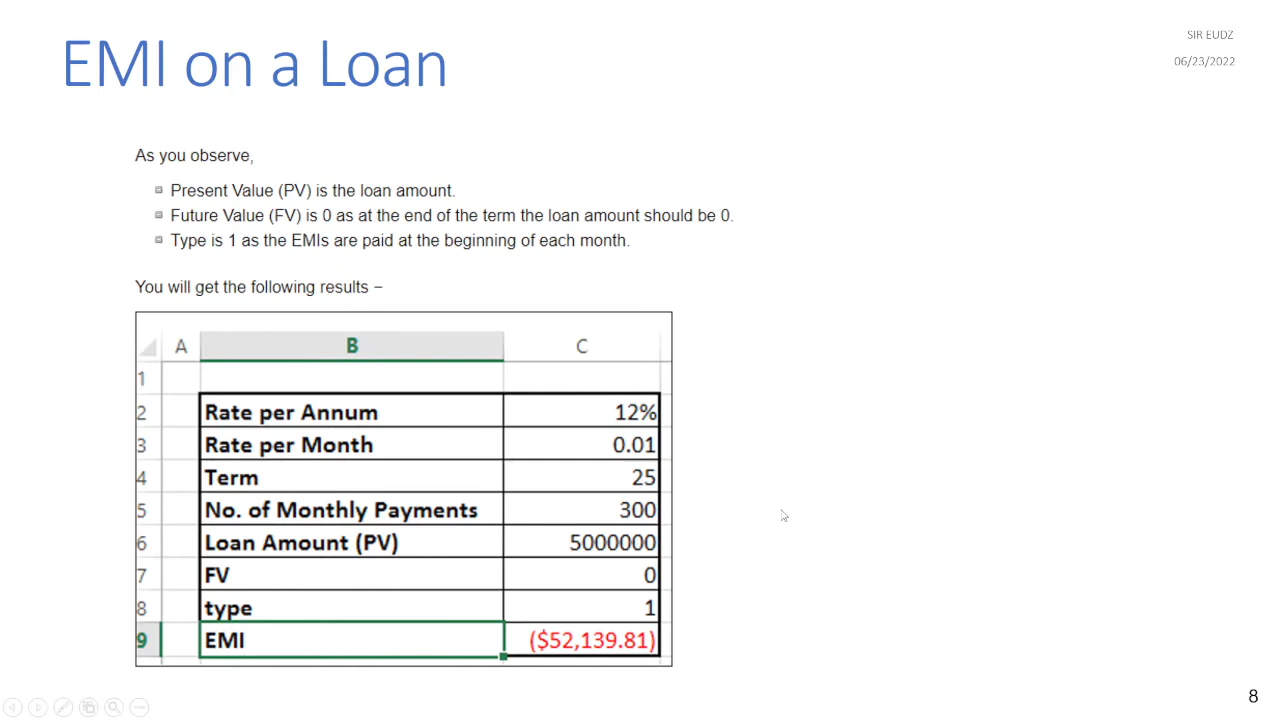 SIR EUDZ
EMI on a Loan
06/23/2022
As you observe,
Present Value (PV) is the loan amount.
Future Value (FV) is 0 as at the end of the term the loan amount should be 0.
Type is 1 as the EMIs are paid at the beginning of each month.
You will get the following results −
A B C
1
2 Rate per Annum 12%
3 Rate per Month 0.01
4 Term 25
5 No. of Monthly Payments 300
6 Loan Amount (PV) 5000000
7 FV 0
8 type 1
9 EMI ($52,139.81)
8